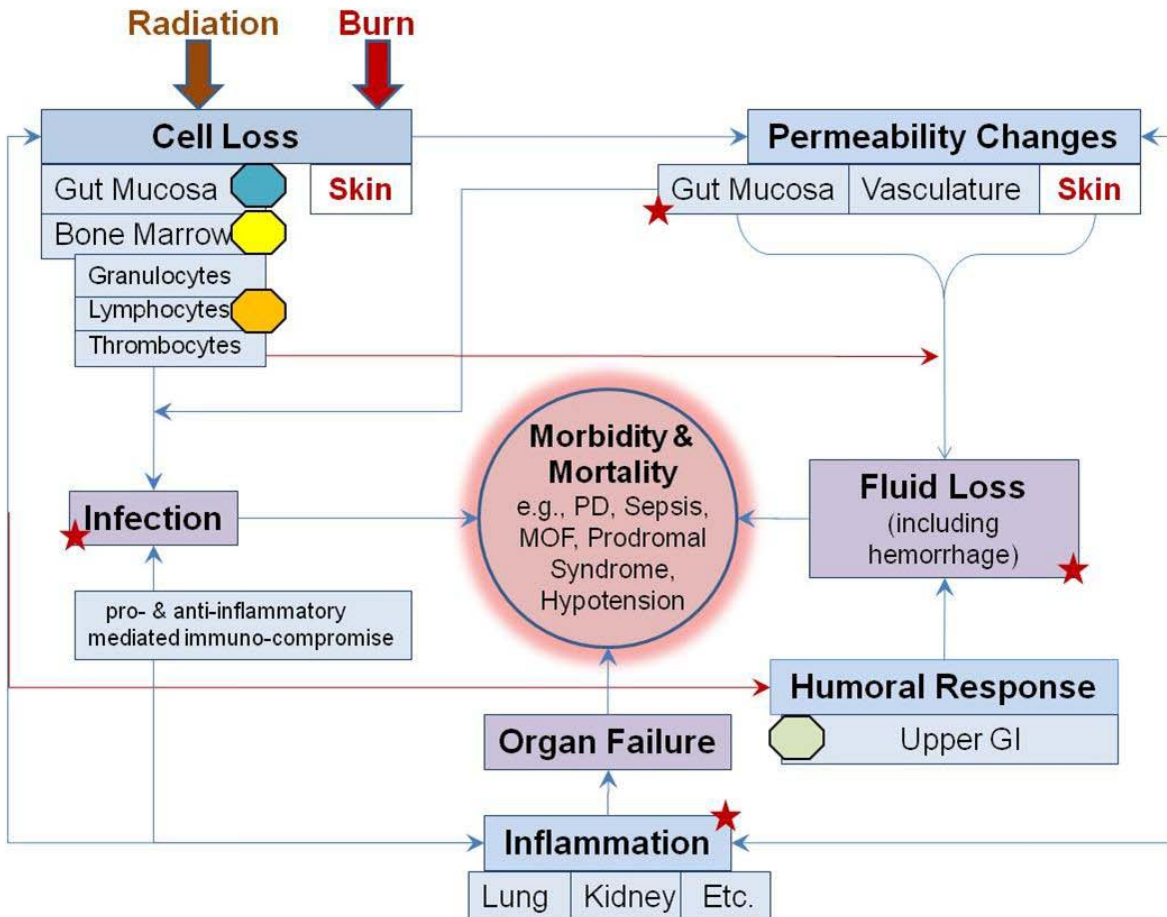 Radiation
Burn
Cell Loss
Gut Mucosa
Skin
Bone Marrow
Granulocytes
Lymphocytes
Thrombocytes
Permeability Changes
Gut Mucosa
Vasculature
Skin
Morbidity &
Mortality
e.g., PD, Sepsis,
MOF, Prodromal
Syndrome,
Hypotension
Infection
Fluid Loss
(including
hemorrhage)
pro- & anti-inflammatory
mediated immuno-compromise
Humoral Response
Upper GI
Organ Failure
Inflammation
Lung
Kidney
Etc.